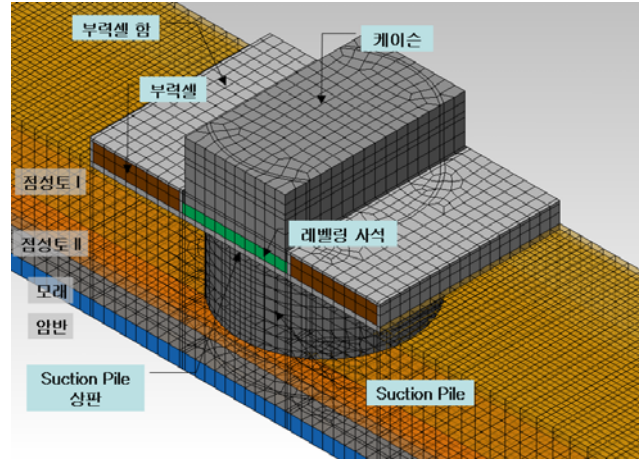 부력셀 함
케이슨
부력셀
점성토 I
레벨링 사석
점성토 II
모래
암반
Suction Pile
상판
Suction Pile